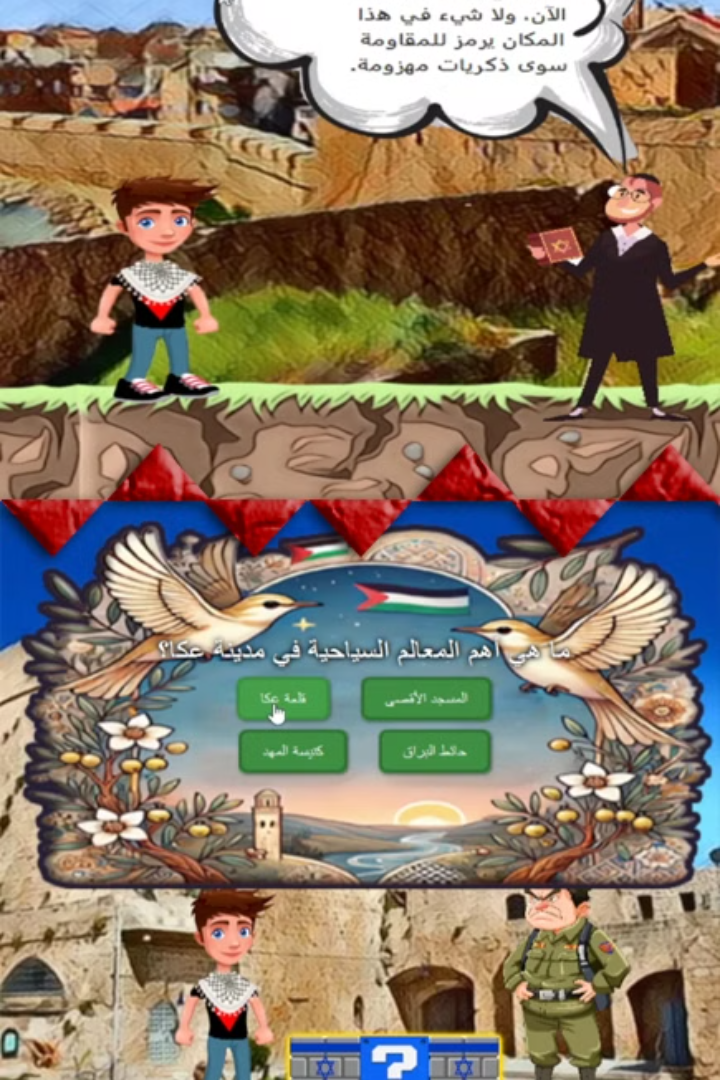 الآن. ولا شيء في هذا
المكان يرمز للمقاومة
سوى ذكريات مهزومة.
ما هي أهم المعالم السياحية في مدينة عكا؟
المسجد الأقصى
قلعة عكا
حائط البراق
كنيسة المهد
?